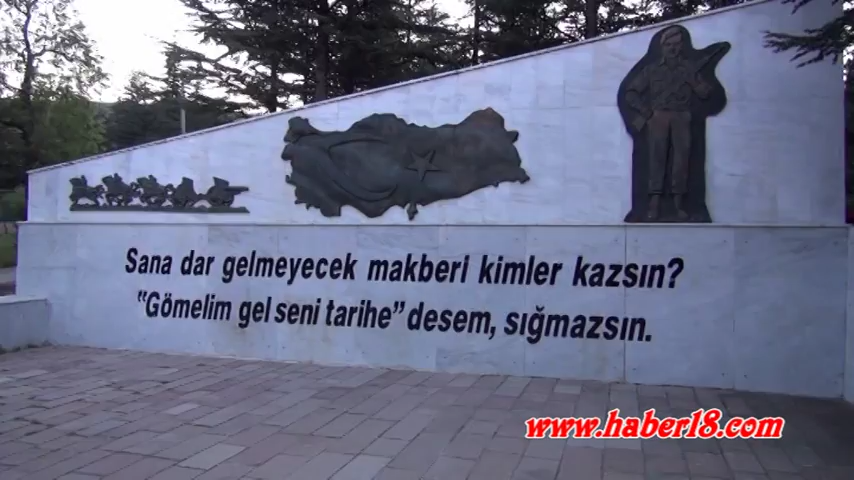 Sana dar gelmeyecek makberi kimler kazsın?
"Gömelim gel seni tarihe" desem, sığmazsın.
www.haber18.com